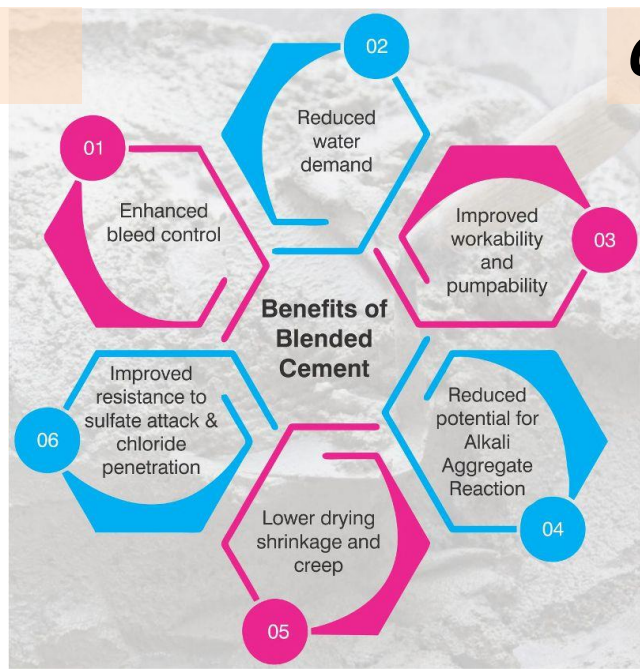 Benefits of
Blended
Cement
01
Enhanced
bleed control
02
Reduced
water
demand
03
Improved
workability
and
pumpability
04
Reduced
potential for
Alkali
Aggregate
Reaction
05
Lower drying
shrinkage and
creep
06
Improved
resistance to
sulfate attack &
chloride
penetration